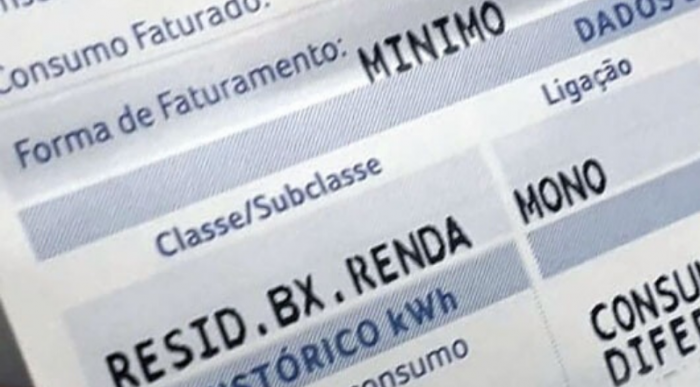 Consumo Faturado:
Forma de Faturamento: MINIMO
DADOS
Classe/Subclasse Ligação
RESID.BX.RENDA MONO
HISTÓRICO kWh
CONSU
DIFER